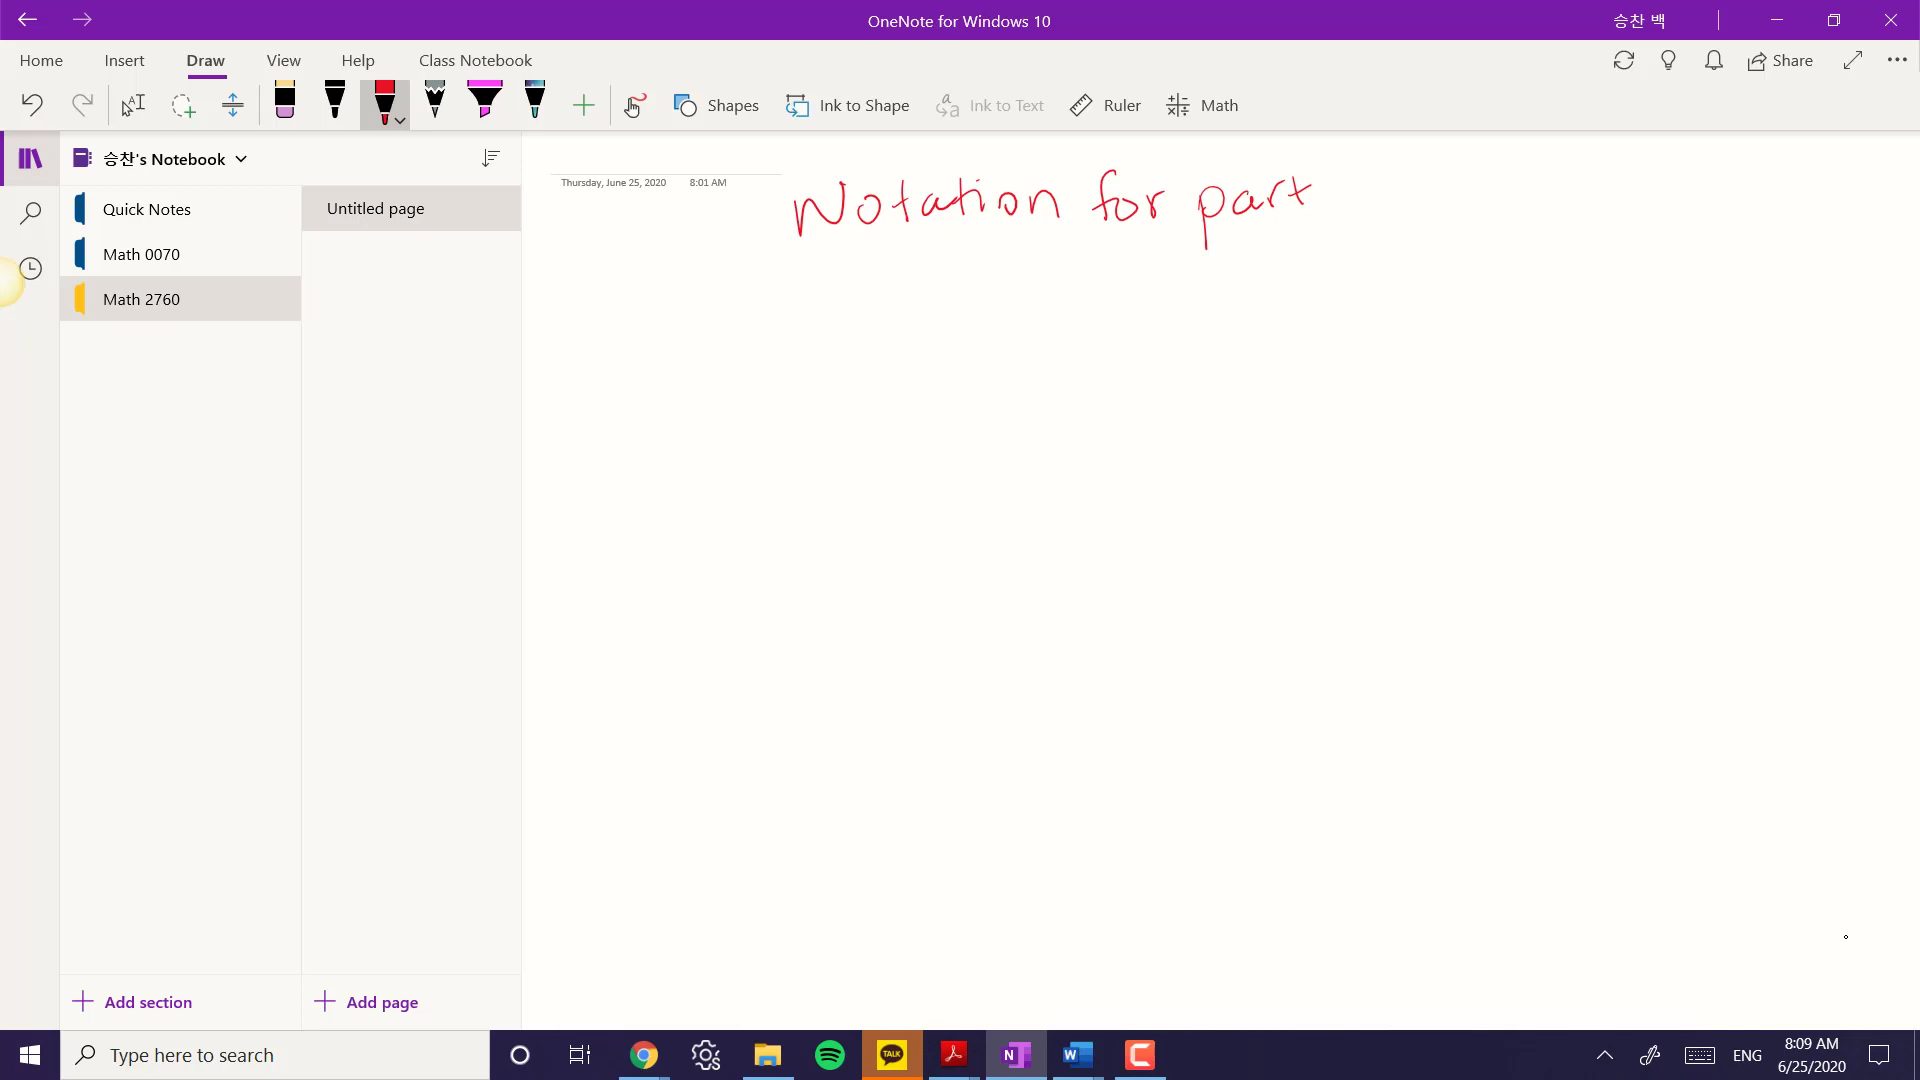 OneNote for Windows 10
승찬 백
Home Insert Draw View Help Class Notebook
Share
Shapes Ink to Shape Ink to Text Ruler Math
승찬's Notebook
Quick Notes
Math 0070
Math 2760
Untitled page
Thursday, June 25, 2020 8:01 AM
Notation for part
Add section
Add page
Type here to search
TALK
ENG
8:09 AM
6/25/2020